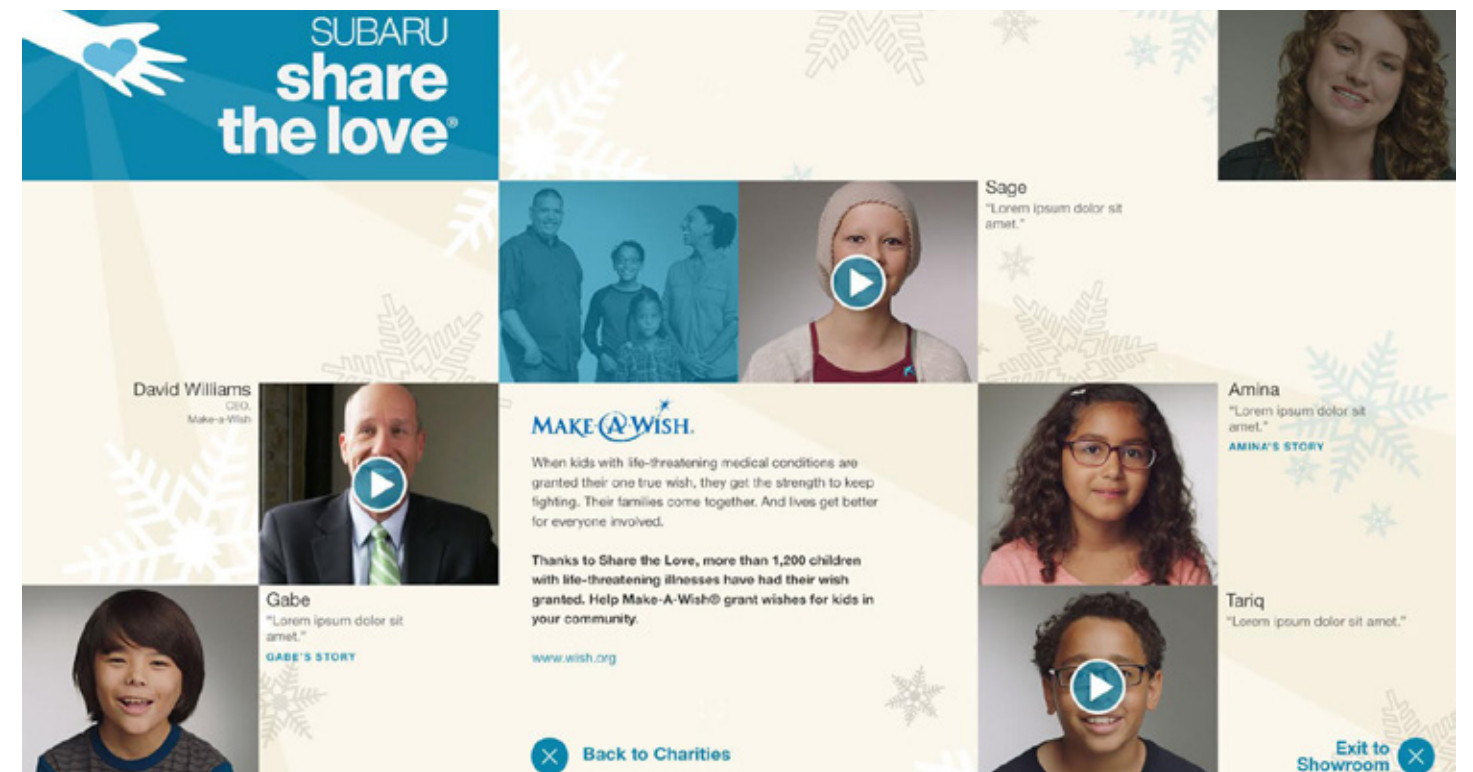 SUBARU
share
the love®
Sage
"Lorem ipsum dolor sit
amet."
David Williams
CEO,
Make-a-Wish
MAKE-A-WISH.
When kids with life-threatening medical conditions are
granted their one true wish, they get the strength to keep
fighting. Their families come together. And lives get better
for everyone involved.
Thanks to Share the Love, more than 1,200 children
with life-threatening illnesses have had their wish
granted. Help Make-A-Wish® grant wishes for kids in
your community.
www.wish.org
Amina
"Lorem ipsum dolor sit
amet."
AMINA'S STORY
Gabe
"Lorem ipsum dolor sit
amet."
GABE'S STORY
Tariq
"Lorem ipsum dolor sit amet."
Back to Charities
Exit to
Showroom